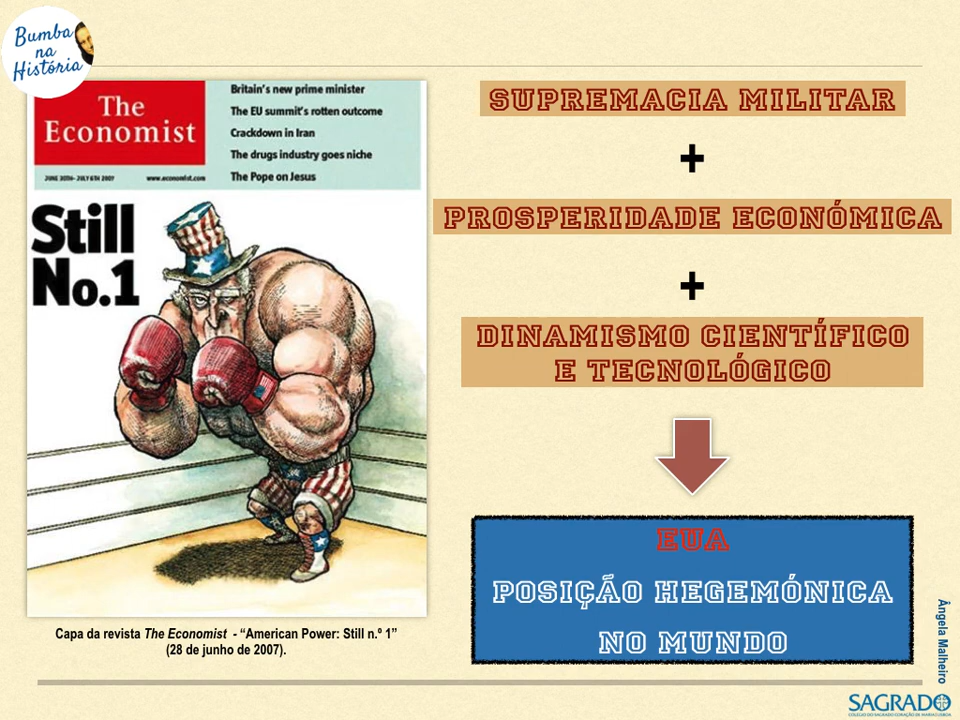 Bumba
na
História
The
Economist
JUNE 30TH- JULY 6TH 2007
www.economist.com
Britain's new prime minister
The EU summit's rotten outcome
Crackdown in Iran
The drugs industry goes niche
The Pope on Jesus
Still
No.1
Capa da revista The Economist - “American Power: Still n.º 1”
(28 de junho de 2007).
SUPREMACIA MILITAR
+
PROSPERIDADE ECONÓMICA
+
DINAMISMO CIENTÍFICO
E TECNOLÓGICO
EUA
POSIÇÃO HEGEMÓNICA
NO MUNDO
Ângela Malheiro
SAGRADO
COLÉGIO DO SAGRADO CORAÇÃO DE MARIA LISBOA